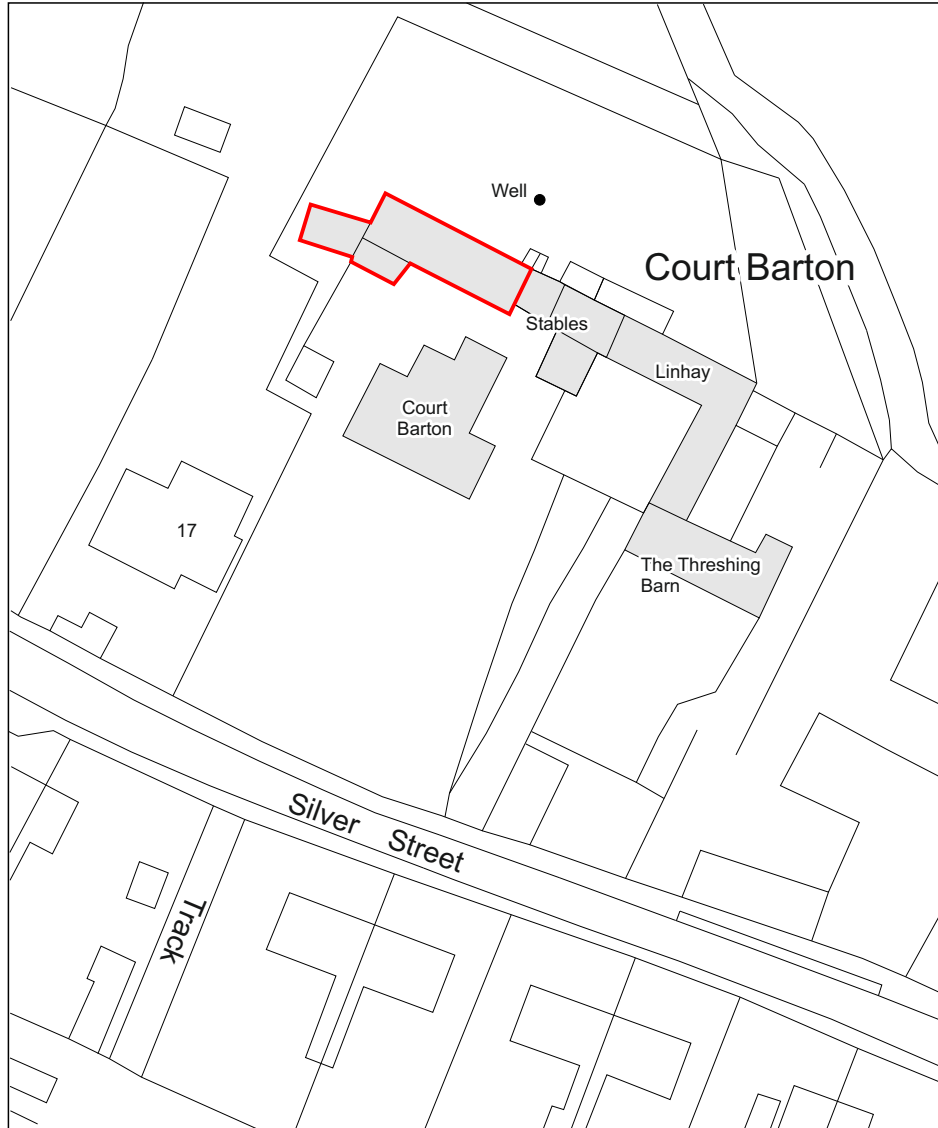 Well
Court Barton
Stables
Linhay
Court
Barton
17
The Threshing
Barn
Silver Street
Track